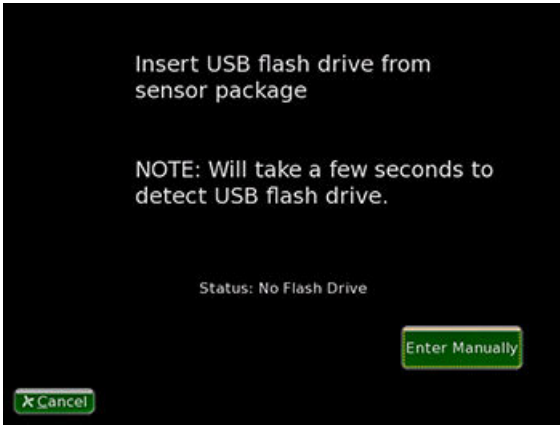 Insert USB flash drive from
sensor package
NOTE: Will take a few seconds to
detect USB flash drive.
Status: No Flash Drive
Enter Manually
Cancel